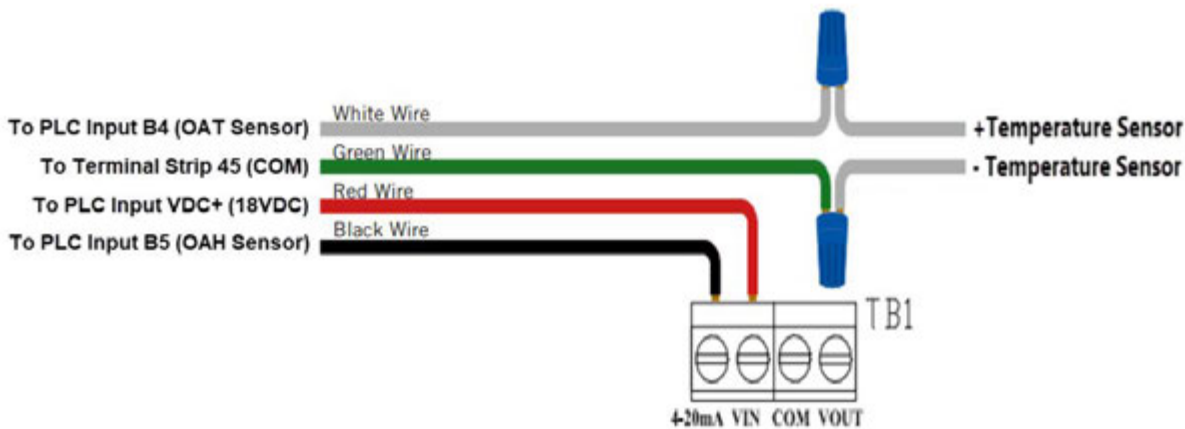 White Wire
To PLC Input B4 (OAT Sensor)
+Temperature Sensor
Green Wire
To Terminal Strip 45 (COM)
- Temperature Sensor
Red Wire
To PLC Input VDC+ (18VDC)
Black Wire
To PLC Input B5 (OAH Sensor)
TB1
4-20mA VIN COM VOUT